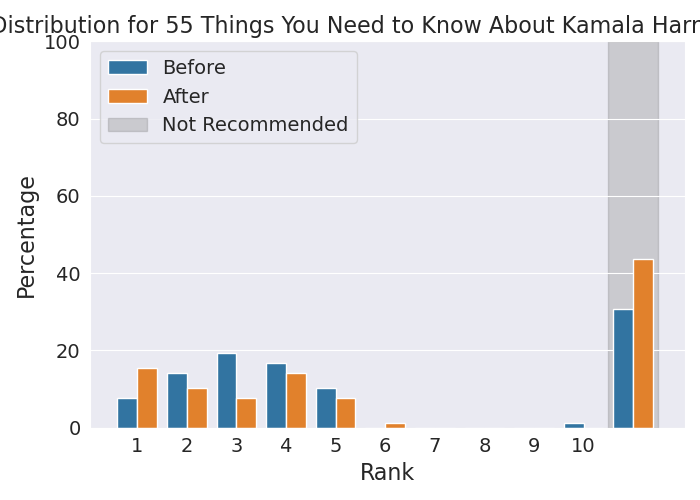 Distribution for 55 Things You Need to Know About Kamala Harr
100
80
60
40
20
0
Percentage
Before
After
Not Recommended
1 2 3 4 5 6 7 8 9 10
Rank